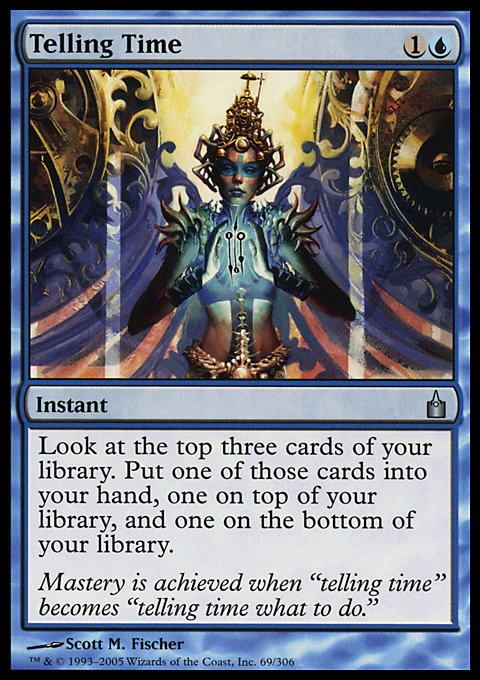 Telling Time
1
Instant
Look at the top three cards of your
library. Put one of those cards into
your hand, one on top of your
library, and one on the bottom of
your library.
Mastery is achieved when “telling time”
becomes “telling time what to do.”
Scott M. Fischer
™ & © 1993–2005 Wizards of the Coast, Inc. 69/306